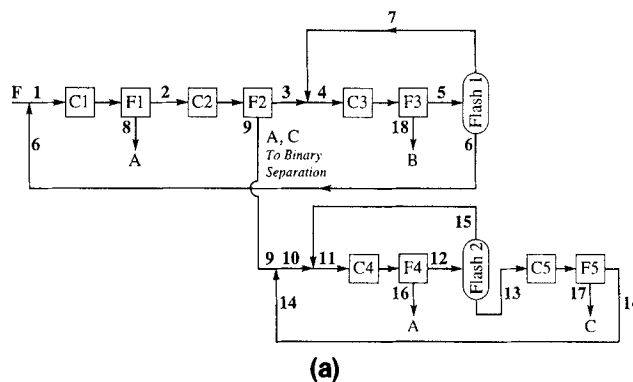 7
F 1 C1 F1 2 C2 F2 3 4 C3 F3 5 Flash 1
8 9 18 6
6 A A, C B
To Binary
Separation
15
9 10 11 C4 F4 12 Flash 2 C5 F5
14 16 13 17
A C
(a)